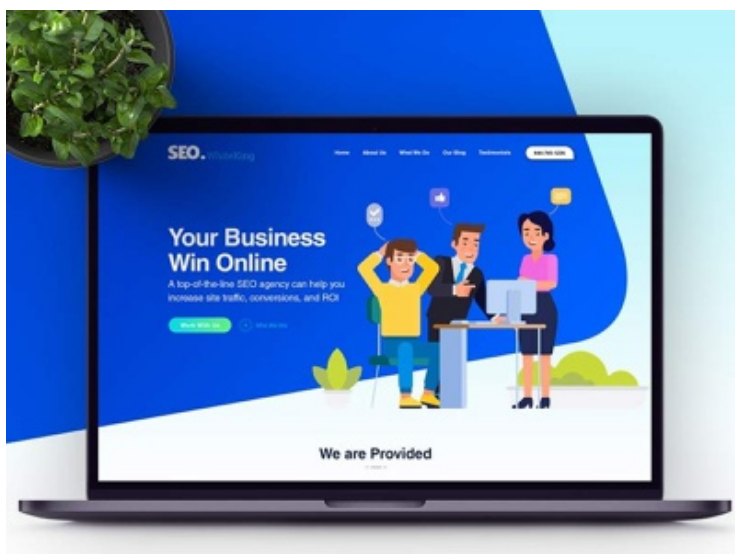 SEO.
Home About Us What We Do Our Blog Testimonials
Your Business
Win Online
A top-of-the-line SEO agency can help you
increase site traffic, conversions, and ROI
Work With Us
We are Provided